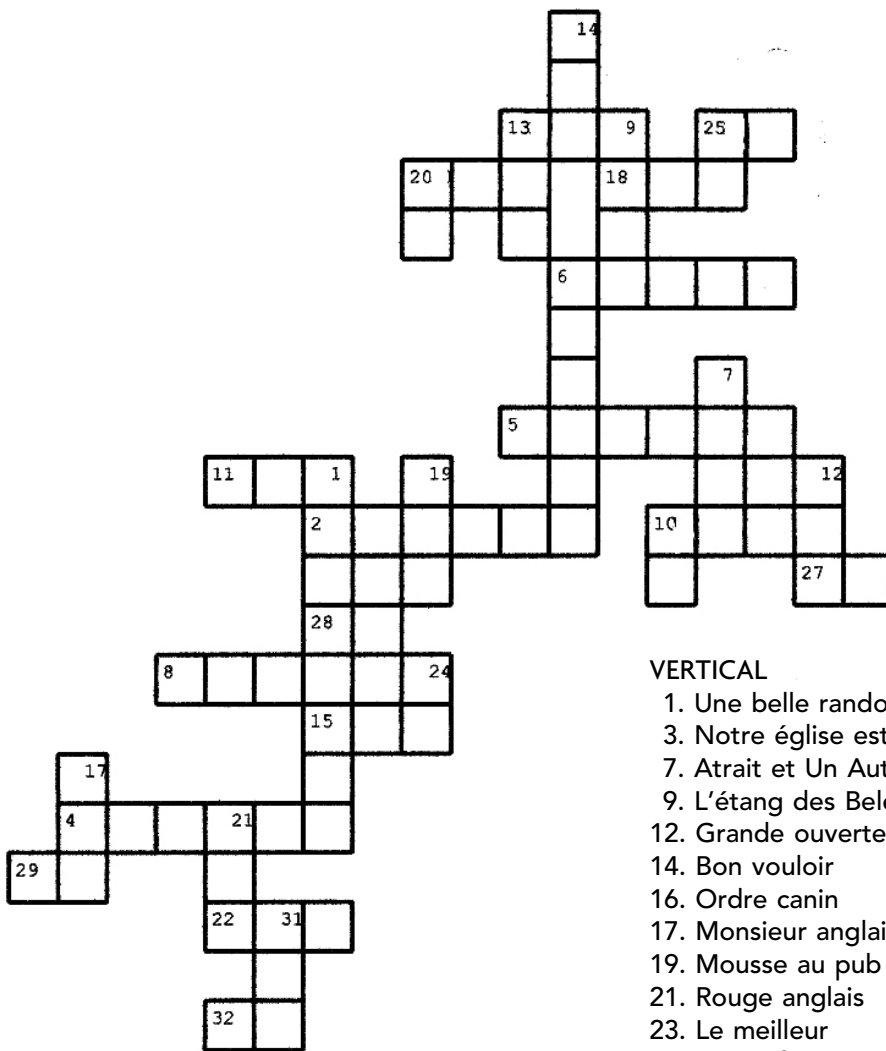 14
13 9 25
20 18
6
7
5
11 1 19 12
2 10
27
28
8 24
15
17
4 21
29
22 31
32
VERTICAL
1. Une belle rando
3. Notre église est
7. Atrait et Un Aut
9. L'étang des Bele
12. Grande ouverte
14. Bon vouloir
16. Ordre canin
17. Monsieur anglai
19. Mousse au pub
21. Rouge anglais
23. Le meilleur